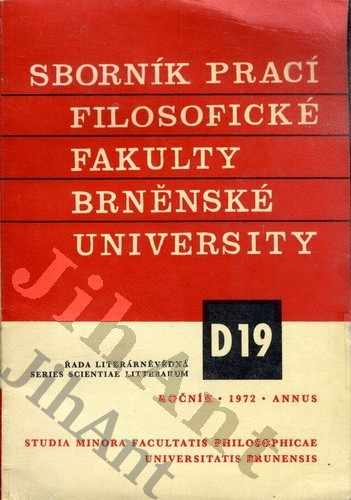 SBORNÍK PRACÍ
FILOSOFICKÉ
FAKULTY
BRNĚNSKÉ
UNIVERSITY
D19
ŘADA LITERÁRNĚVĚDNÁ
SERIES SCIENTIAE LITTERARUM
ROČNÍK • 1972 • ANNUS
STUDIA MINORA FACULTATIS PHILOSOPHICAE
UNIVERSITATIS BRUNENSIS
JihAnt
JihAnt